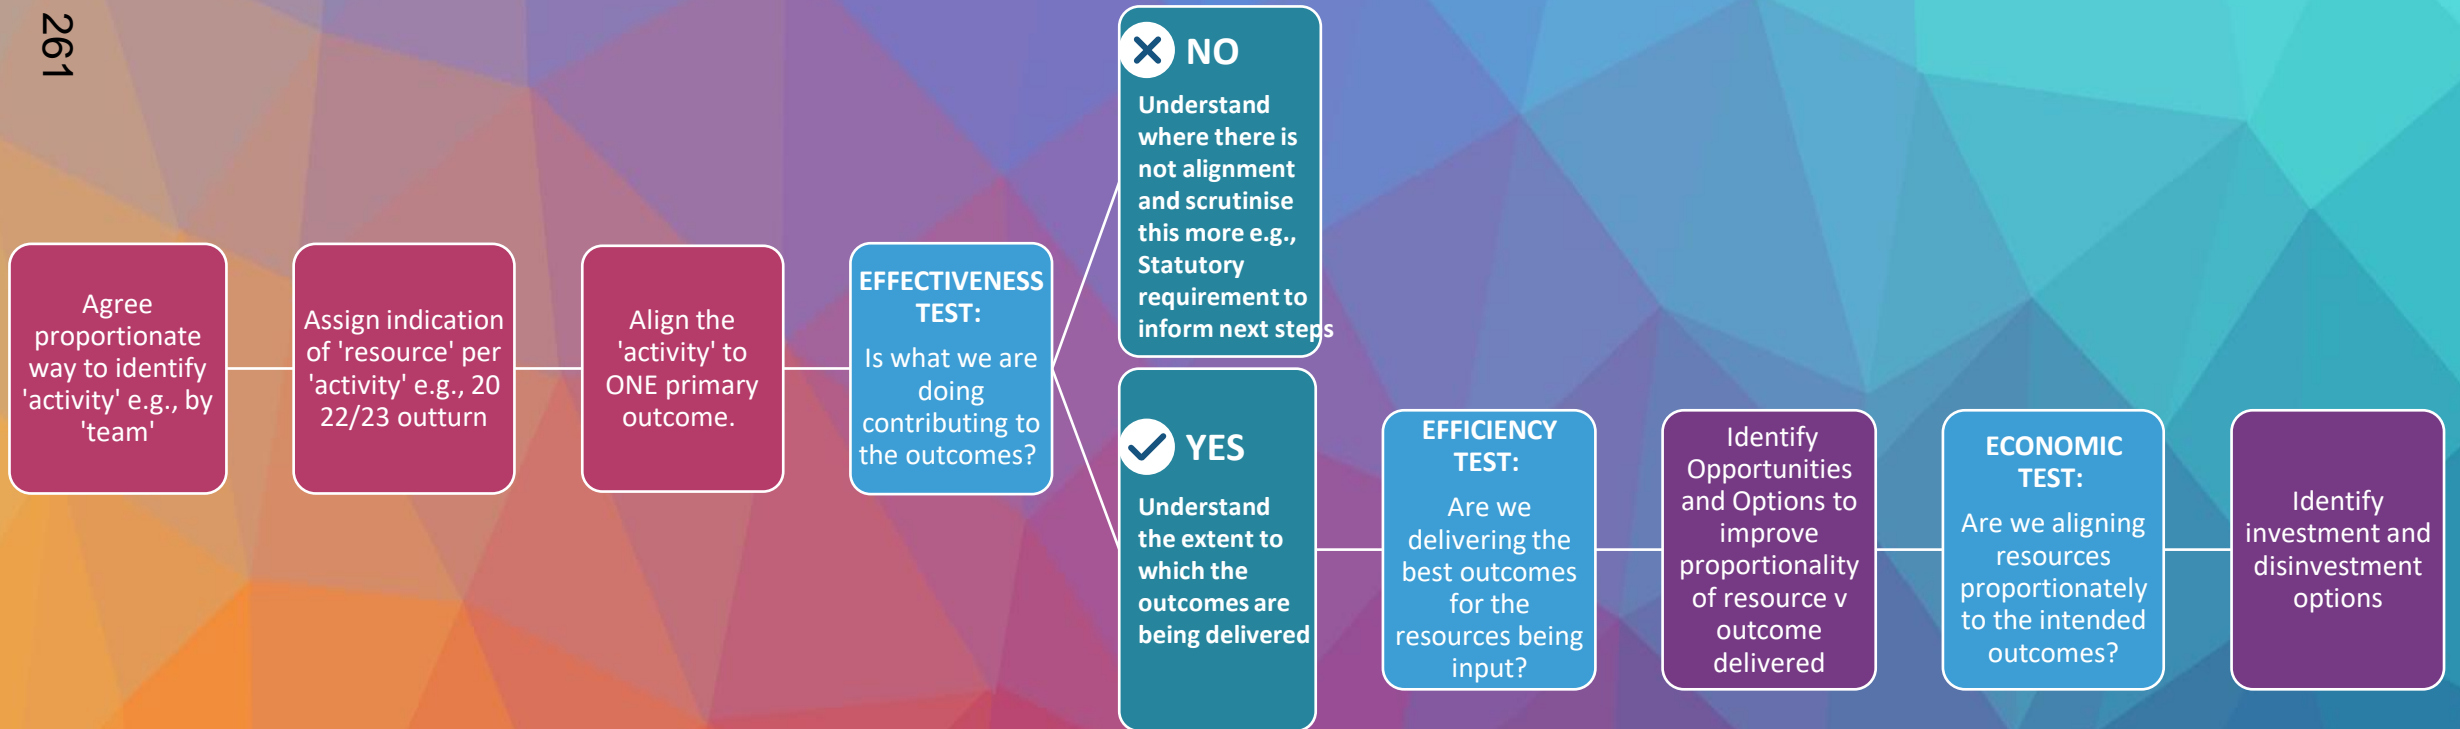 261
Agree
proportionate
way to identify
'activity' e.g., by
'team'
Assign indication
of 'resource' per
'activity' e.g., 20
22/23 outturn
Align the
'activity' to
ONE primary
outcome.
EFFECTIVENESS
TEST:
Is what we are
doing
contributing to
the outcomes?
NO
Understand
where there is
not alignment
and scrutinise
this more e.g.,
Statutory
requirement to
inform next steps
YES
Understand
the extent to
which the
outcomes are
being delivered
EFFICIENCY
TEST:
Are we
delivering the
best outcomes
for the
resources being
input?
Identify
Opportunities
and Options to
improve
proportionality
of resource v
outcome
delivered
ECONOMIC
TEST:
Are we aligning
resources
proportionately
to the intended
outcomes?
Identify
investment and
disinvestment
options